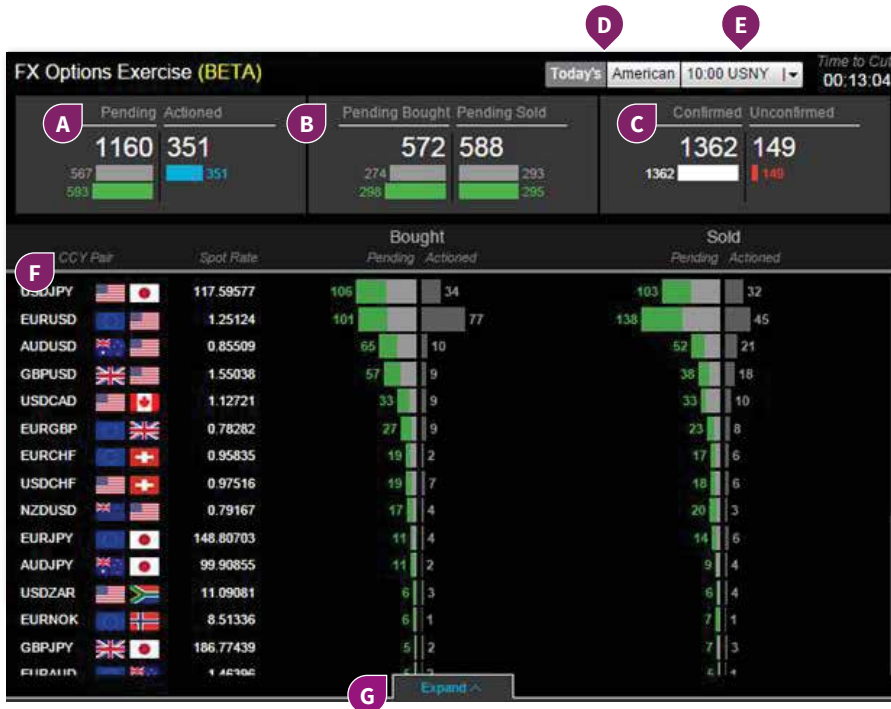 D E
FX Options Exercise (BETA) Today's American 10:00 USNY Time to Cut
00:13:04
A Pending Actioned B Pending Bought Pending Sold C Confirmed Unconfirmed
1160 351 572 588 1362 149
567 351 274 293 1362 149
593 298 295
Bought Sold
F CCY Pair Spot Rate Pending Actioned Pending Actioned
USDJPY 117.59577 106 34 103 32
EURUSD 1.25124 101 77 138 45
AUDUSD 0.85509 65 10 52 21
GBPUSD 1.55038 57 9 38 18
USDCAD 1.12721 33 9 33 10
EURGBP 0.78282 27 9 23 8
EURCHF 0.95835 19 2 17 6
USDCHF 0.97516 19 7 18 6
NZDUSD 0.79167 17 4 20 3
EURJPY 148.80703 11 4 14 6
AUDJPY 99.90855 11 2 9 4
USDZAR 11.09081 6 3 6 4
EURNOK 8.51336 6 1 7 1
GBPJPY 186.77439 5 2 7 3
EURAUD 1.46396
G Expand